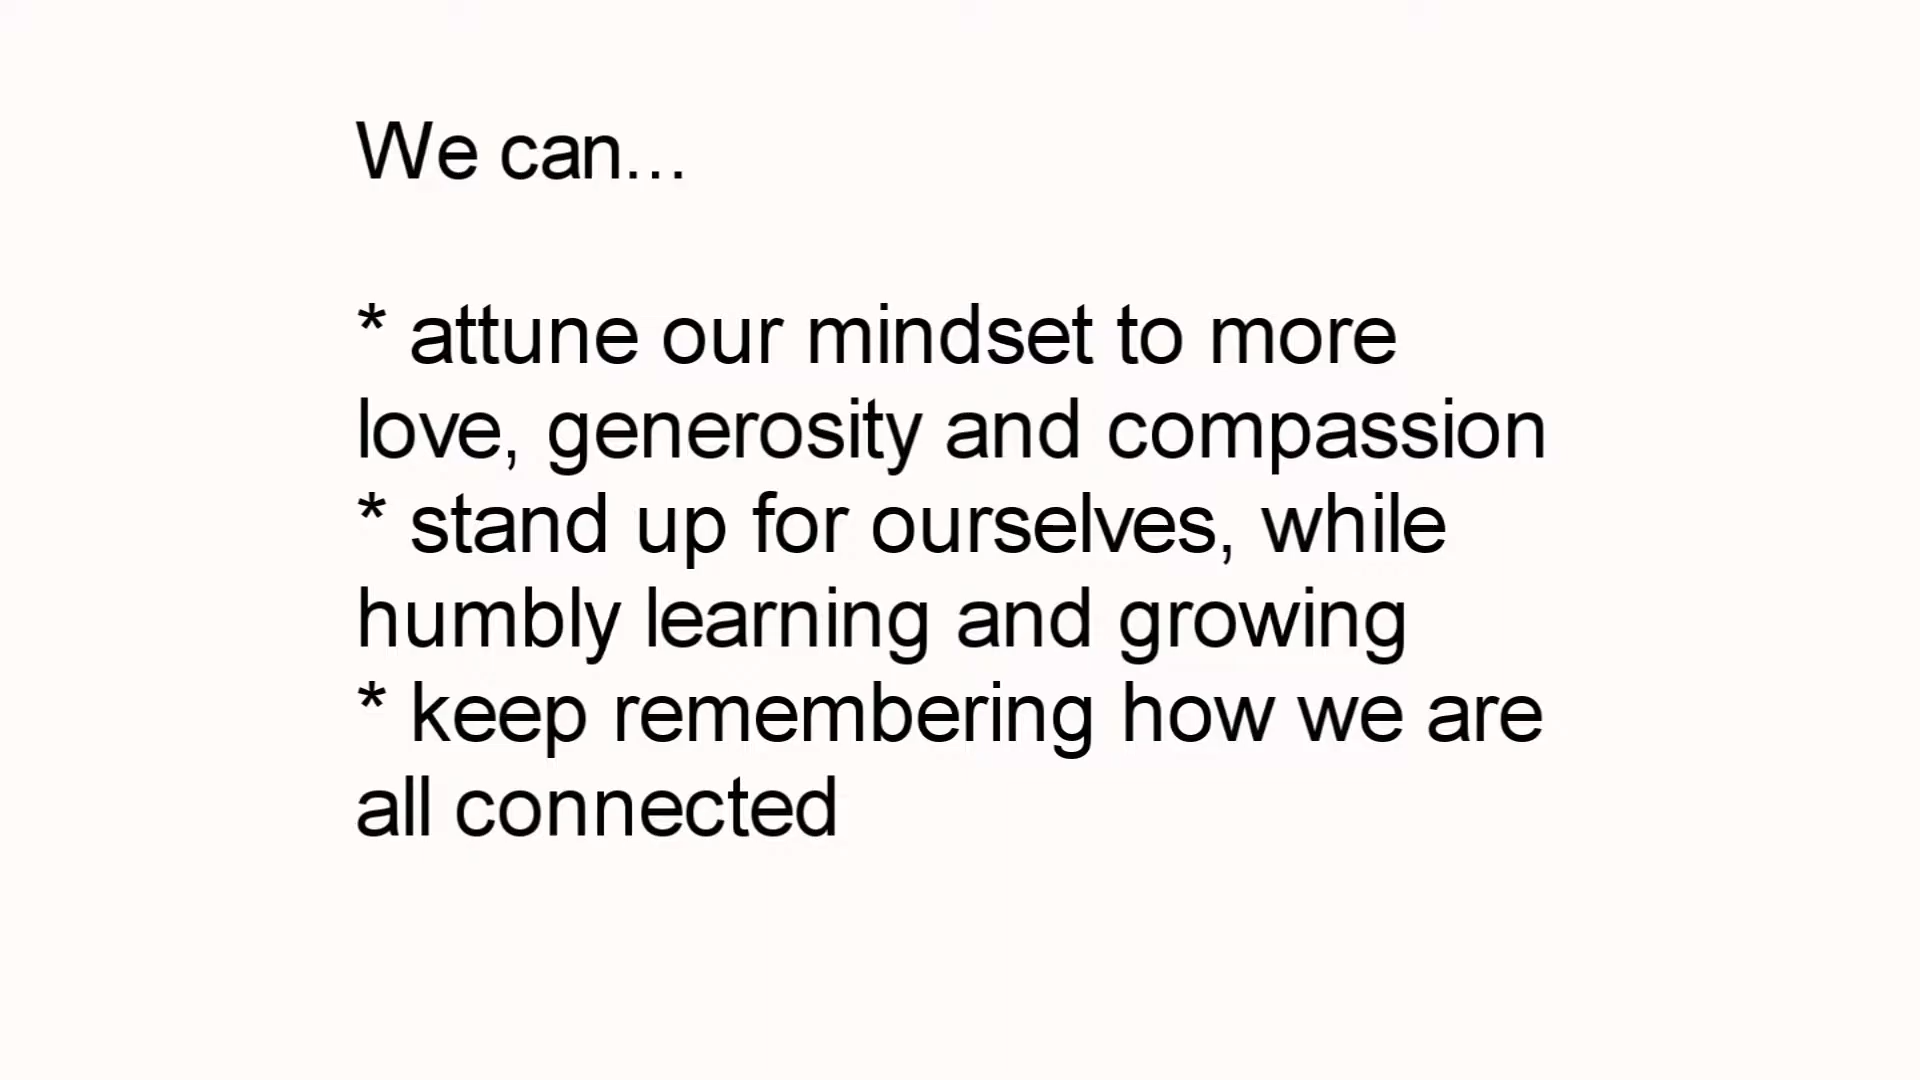 We can...
* attune our mindset to more
love, generosity and compassion
* stand up for ourselves, while
humbly learning and growing
* keep remembering how we are
all connected